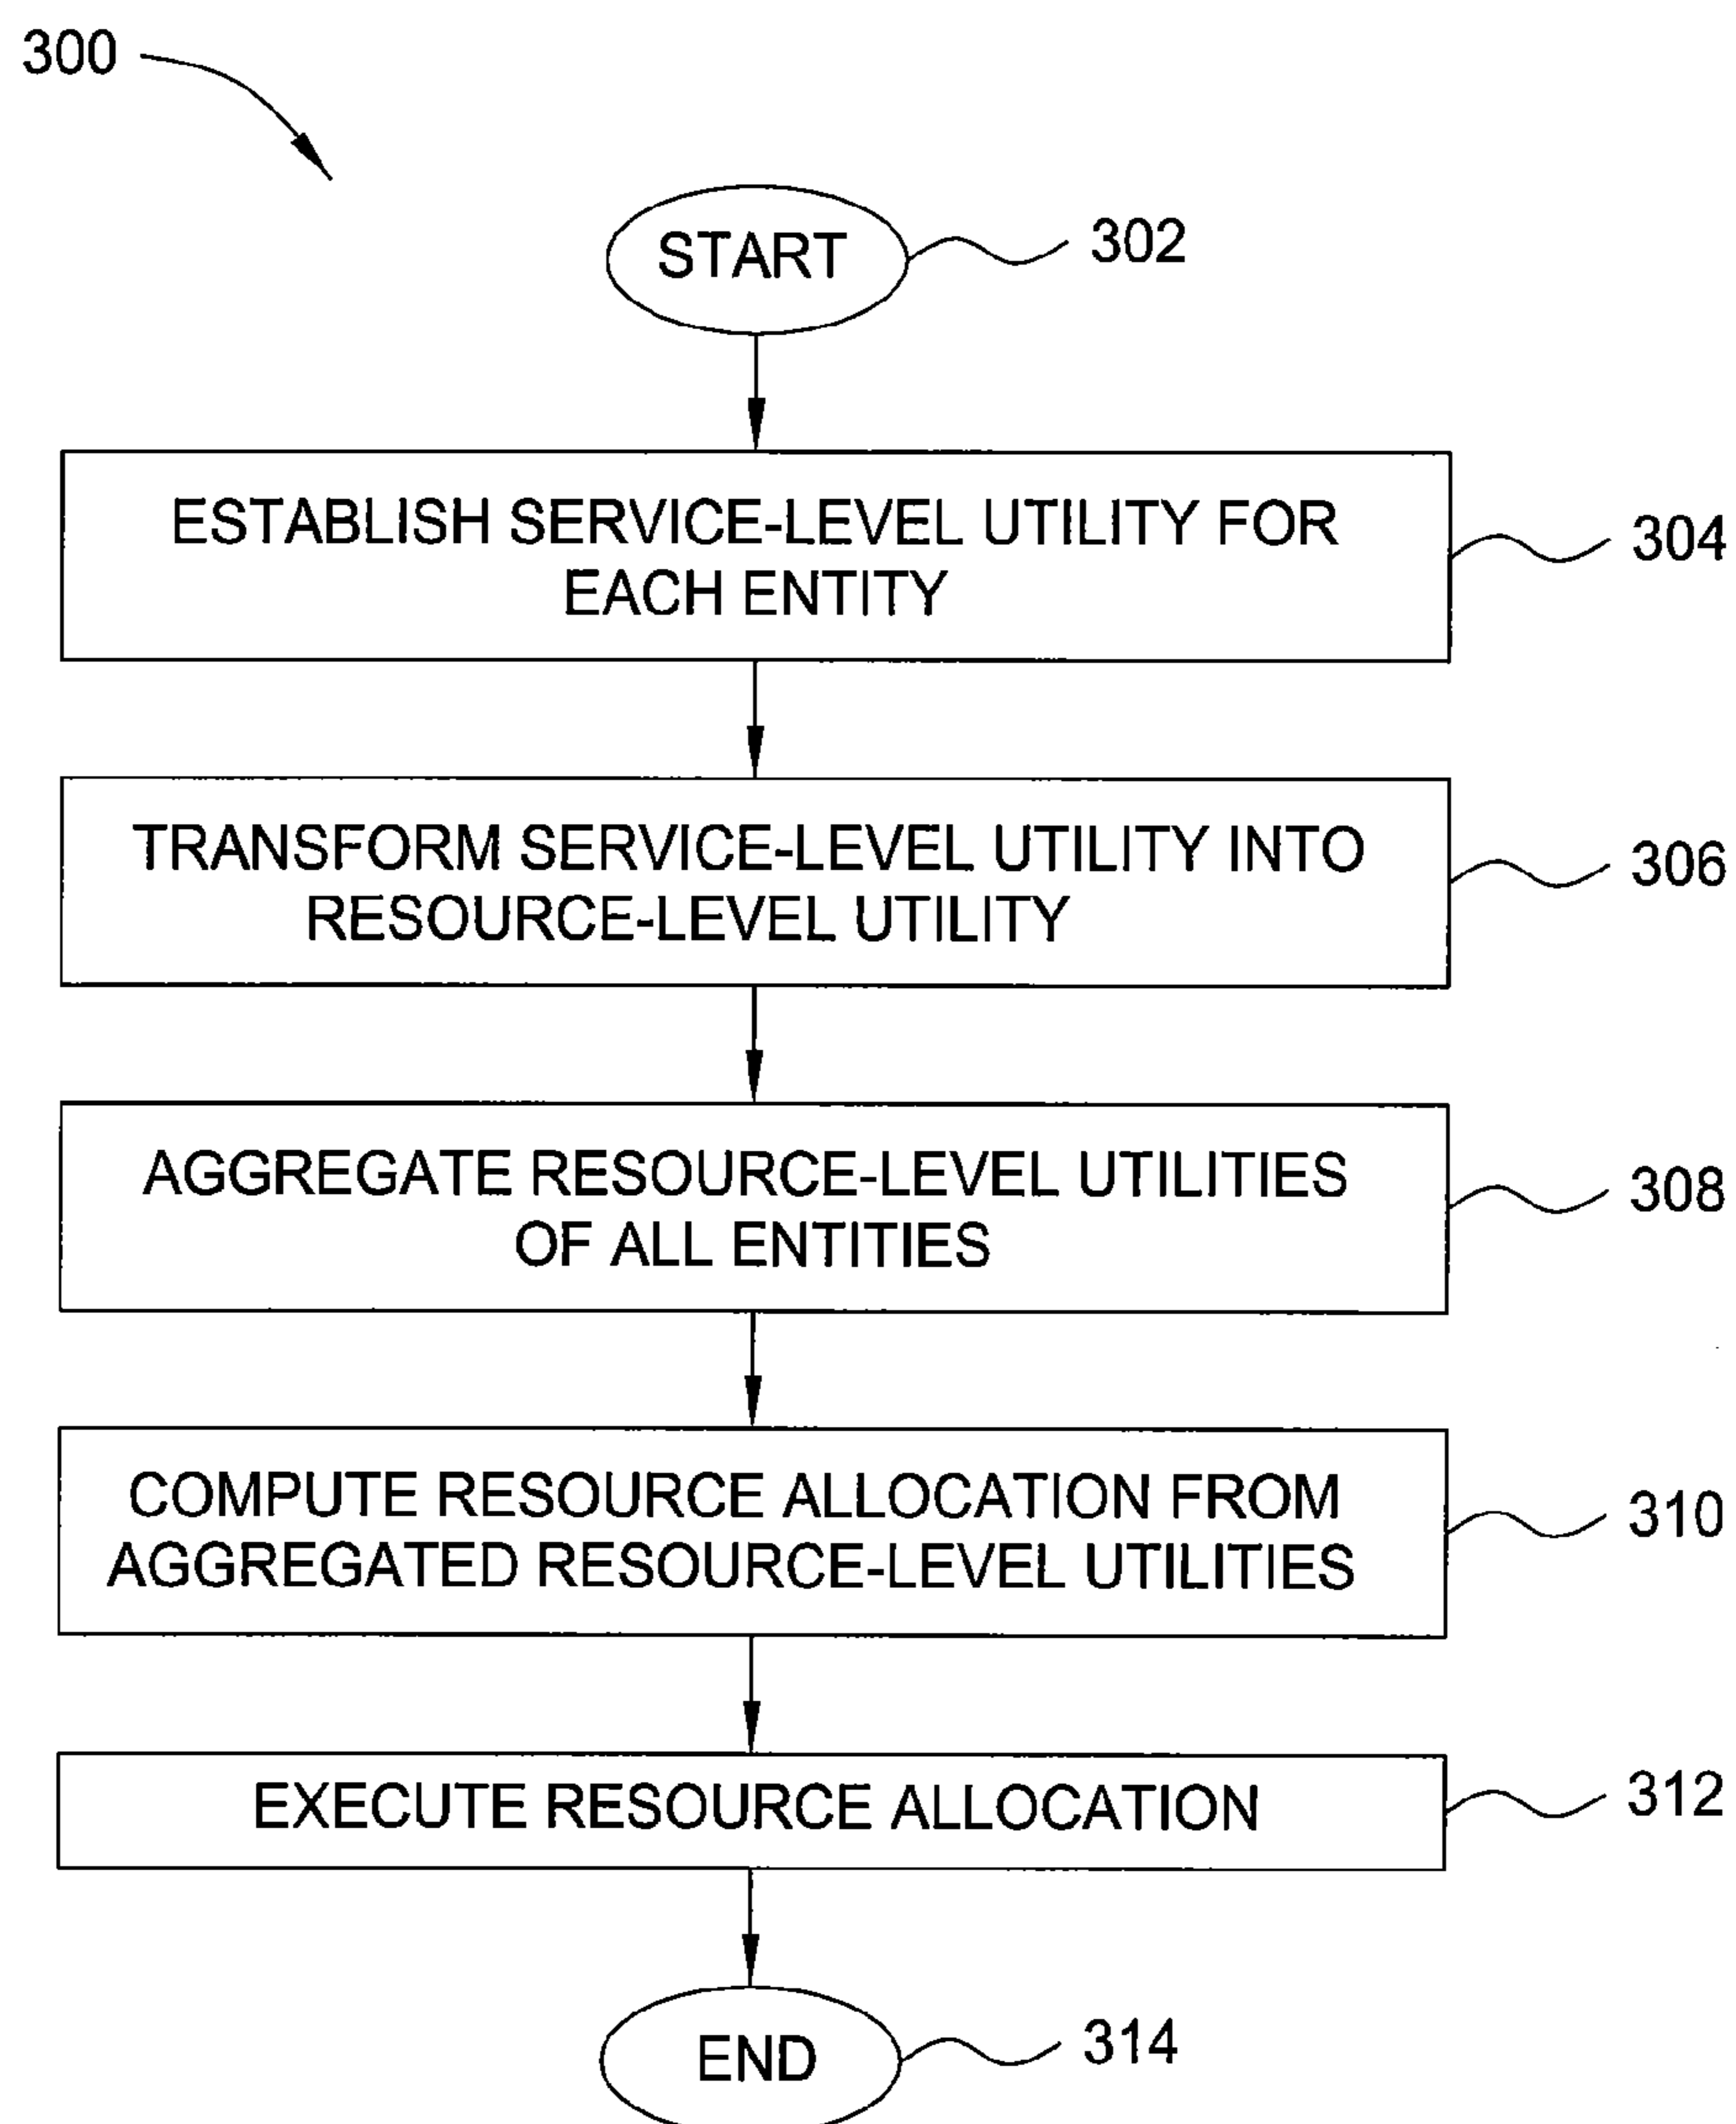 300
START
302
ESTABLISH SERVICE-LEVEL UTILITY FOR
EACH ENTITY
304
TRANSFORM SERVICE-LEVEL UTILITY INTO
RESOURCE-LEVEL UTILITY
306
AGGREGATE RESOURCE-LEVEL UTILITIES
OF ALL ENTITIES
308
COMPUTE RESOURCE ALLOCATION FROM
AGGREGATED RESOURCE-LEVEL UTILITIES
310
EXECUTE RESOURCE ALLOCATION
312
END
314